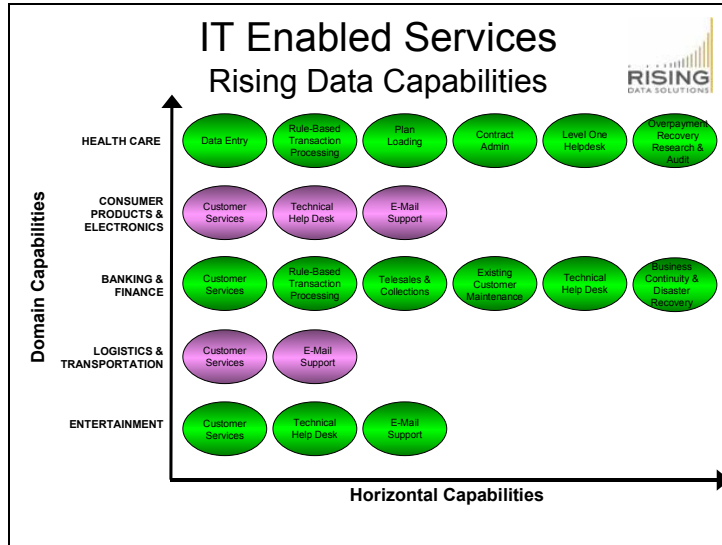 IT Enabled Services
Rising Data Capabilities
RISING
DATA SOLUTIONS
Domain Capabilities
HEALTH CARE
Data Entry
Rule-Based
Transaction
Processing
Plan
Loading
Contract
Admin
Level One
Helpdesk
Overpayment
Recovery
Research &
Audit
CONSUMER
PRODUCTS &
ELECTRONICS
Customer
Services
Technical
Help Desk
E-Mail
Support
BANKING &
FINANCE
Customer
Services
Rule-Based
Transaction
Processing
Telesales &
Collections
Existing
Customer
Maintenance
Technical
Help Desk
Business
Continuity &
Disaster
Recovery
LOGISTICS &
TRANSPORTATION
Customer
Services
E-Mail
Support
ENTERTAINMENT
Customer
Services
Technical
Help Desk
E-Mail
Support
Horizontal Capabilities